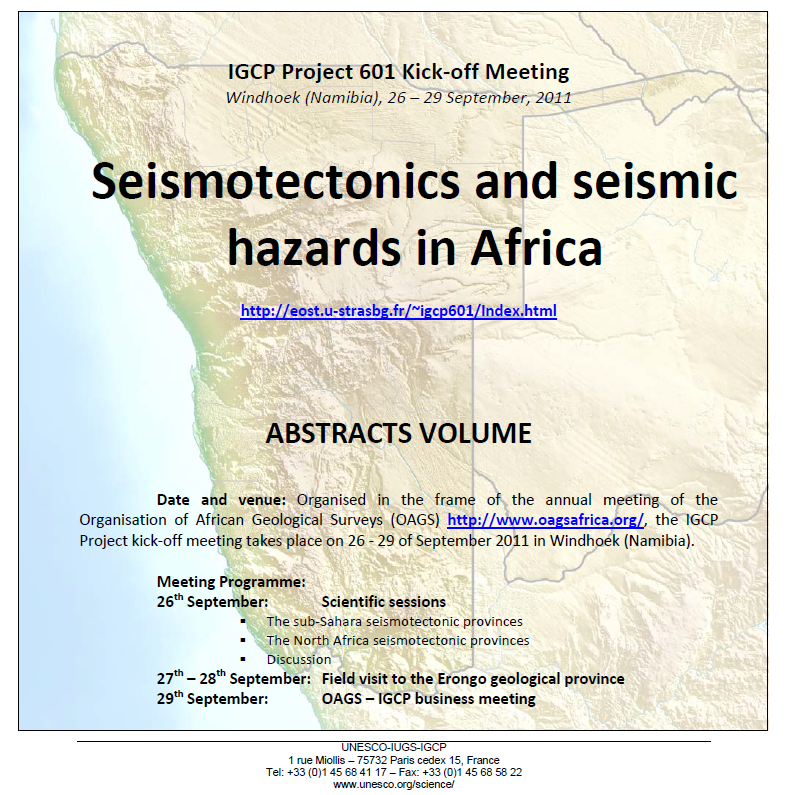 IGCP Project 601 Kick-off Meeting
Windhoek (Namibia), 26 – 29 September, 2011
Seismotectonics and seismic
hazards in Africa
http://eost.u-strasbg.fr/~igcp601/Index.html
ABSTRACTS VOLUME
Date and venue: Organised in the frame of the annual meeting of the
Organisation of African Geological Surveys (OAGS) http://www.oagsafrica.org/, the IGCP
Project kick-off meeting takes place on 26 - 29 of September 2011 in Windhoek (Namibia).
Meeting Programme:
26th September: Scientific sessions
▪ The sub-Sahara seismotectonic provinces
▪ The North Africa seismotectonic provinces
▪ Discussion
27th – 28th September: Field visit to the Erongo geological province
29th September: OAGS – IGCP business meeting
UNESCO-IUGS-IGCP
1 rue Miollis – 75732 Paris cedex 15, France
Tel: +33 (0)1 45 68 41 17 – Fax: +33 (0)1 45 68 58 22
www.unesco.org/science/